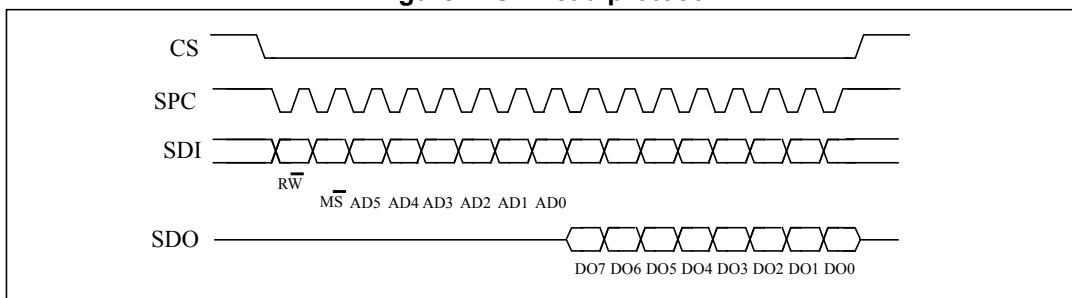 CS
SPC
SDI
RW
MS AD5 AD4 AD3 AD2 AD1 AD0
SDO
DO7 DO6 DO5 DO4 DO3 DO2 DO1 DO0